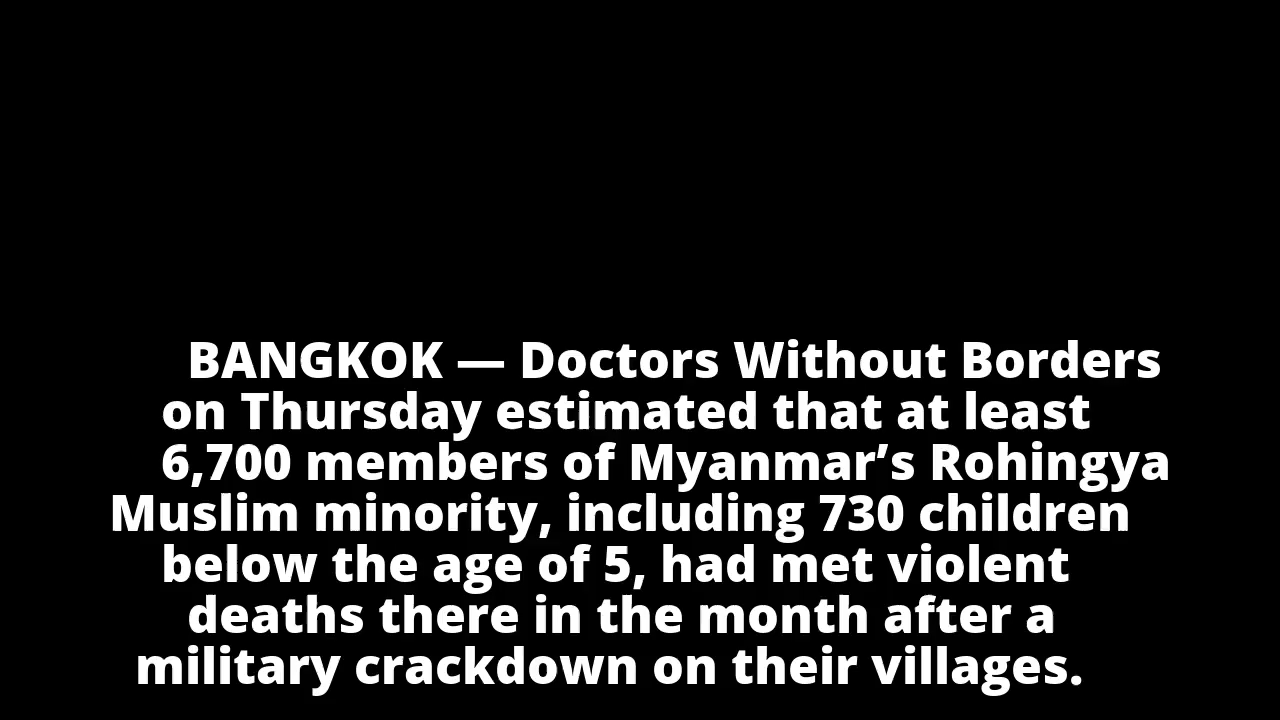 BANGKOK — Doctors Without Borders
on Thursday estimated that at least
6,700 members of Myanmar’s Rohingya
Muslim minority, including 730 children
below the age of 5, had met violent
deaths there in the month after a
military crackdown on their villages.